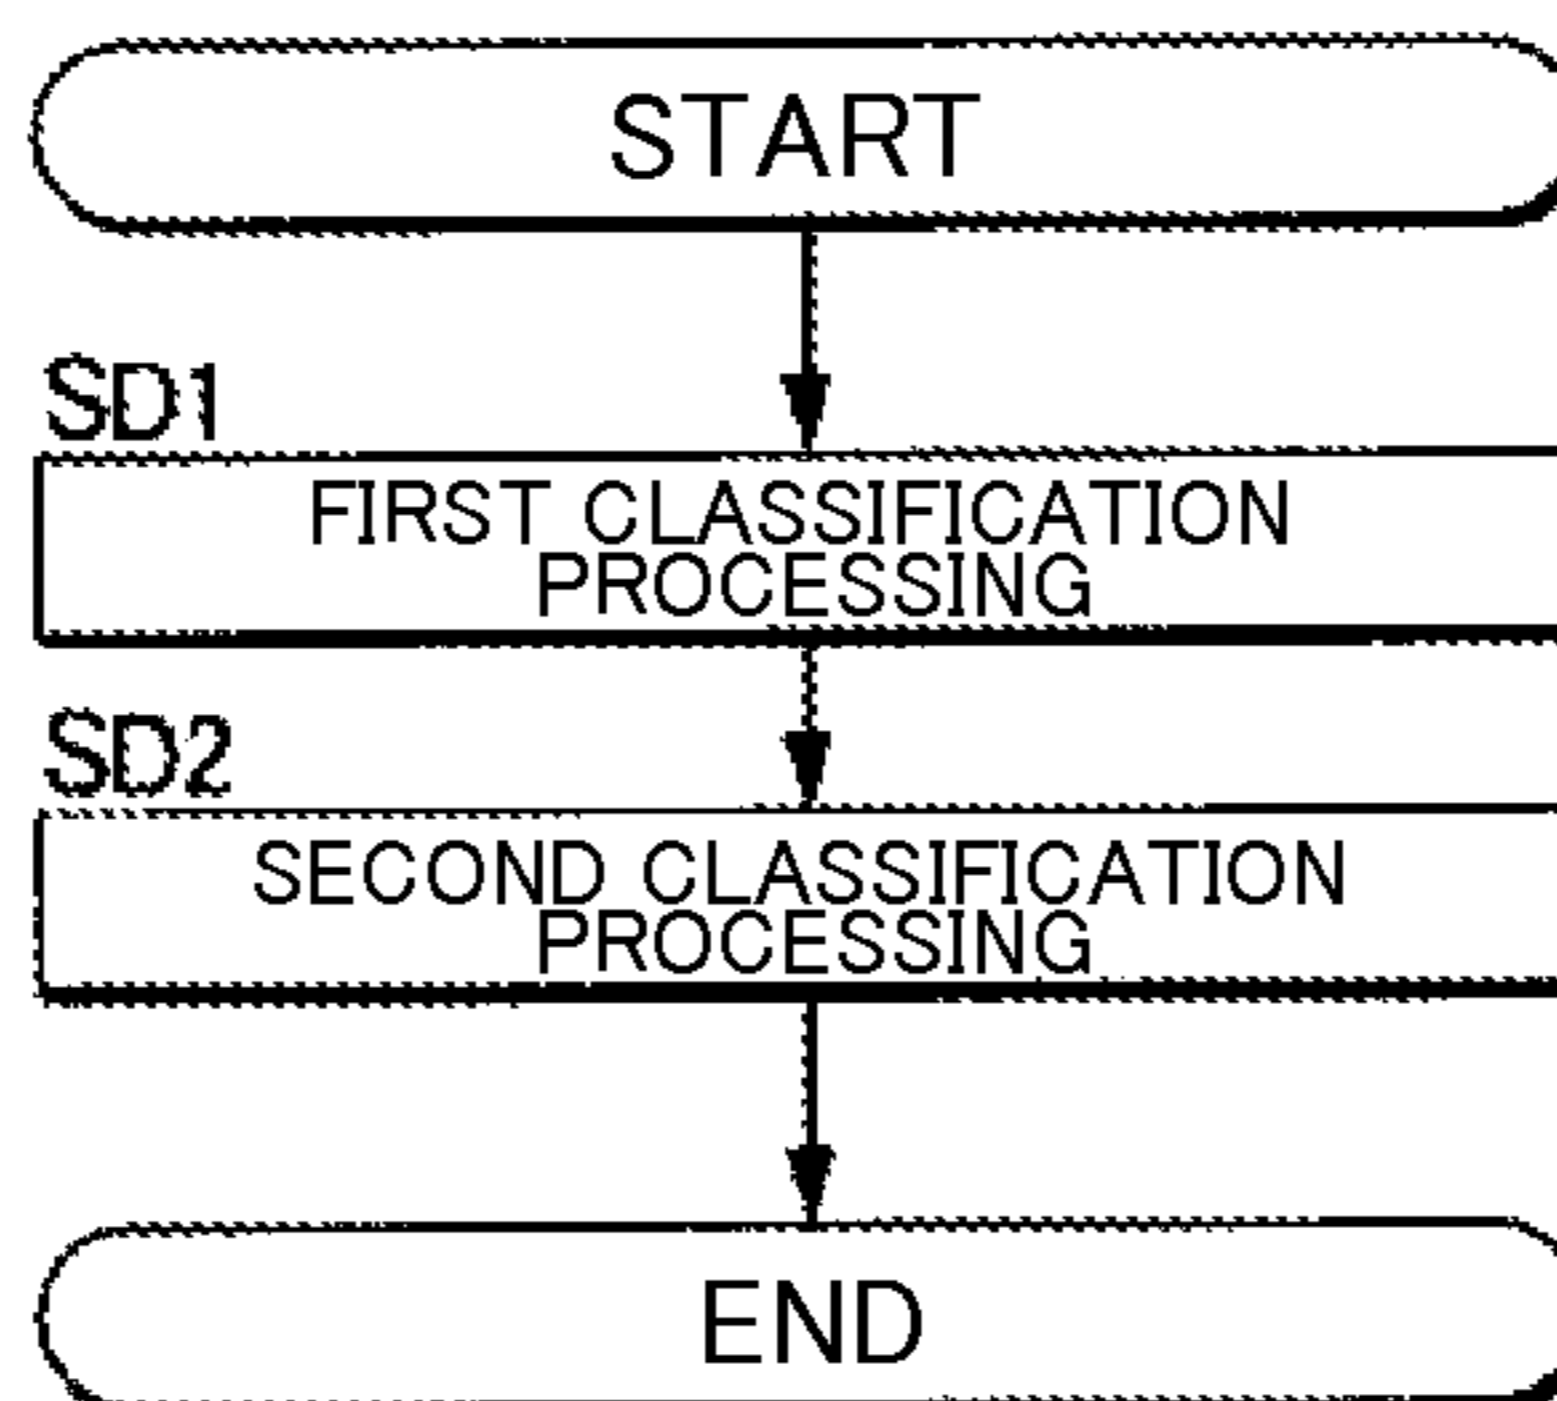 START
SD1
FIRST CLASSIFICATION
PROCESSING
SD2
SECOND CLASSIFICATION
PROCESSING
END